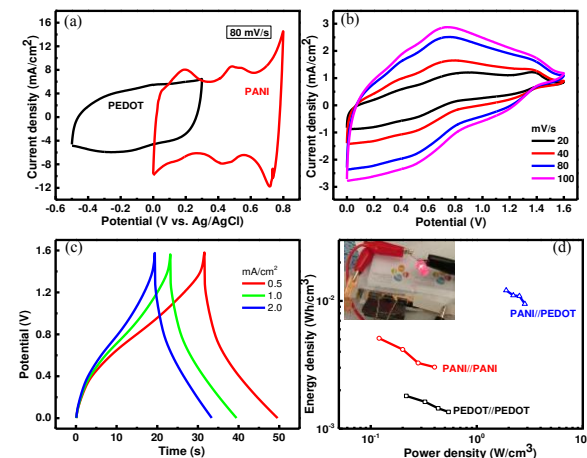 (a)
80 mV/s
PEDOT
PANI
Current density (mA/cm²)
16
12
8
4
0
-4
-8
-12
-0.6 -0.4 -0.2 0.0 0.2 0.4 0.6 0.8
Potential (V vs. Ag/AgCl)
(b)
Current density (mA/cm²)
3
2
1
0
1
2
3
mV/s
20
40
80
100
0.0 0.2 0.4 0.6 0.8 1.0 1.2 1.4 1.6
Potential (V)
(c)
Potential (V)
1.6
1.2
0.8
0.4
0.0
mA/cm²
0.5
1.0
2.0
0 10 20 30 40 50
Time (s)
(d)
Energy density (Wh/cm³)
10⁻²
10⁻³
PANI//PEDOT
PANI//PANI
PEDOT//PEDOT
10⁻¹ 10⁰ 10
Power density (W/cm³)